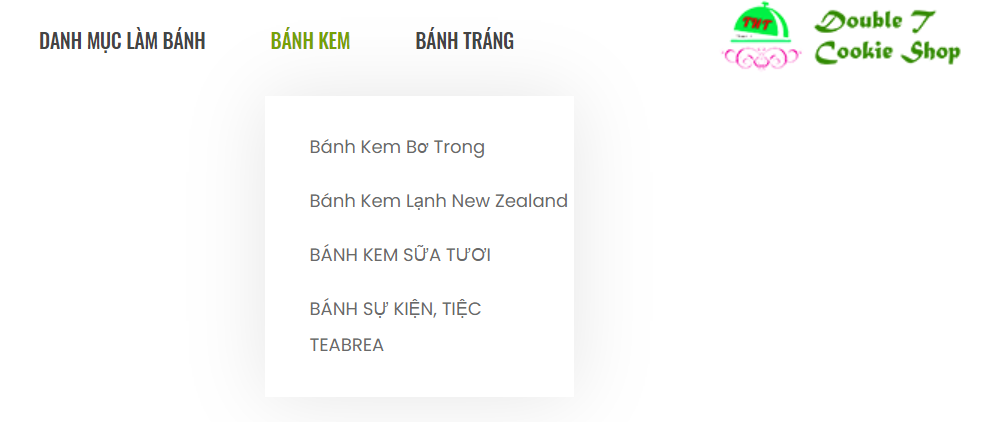 DANH MỤC LÀM BÁNH BÁNH KEM BÁNH TRÁNG
TNT
Double T
Cookie Shop
Bánh Kem Bơ Trong
Bánh Kem Lạnh New Zealand
BÁNH KEM SỮA TƯƠI
BÁNH SỰ KIỆN, TIỆC
TEABREA